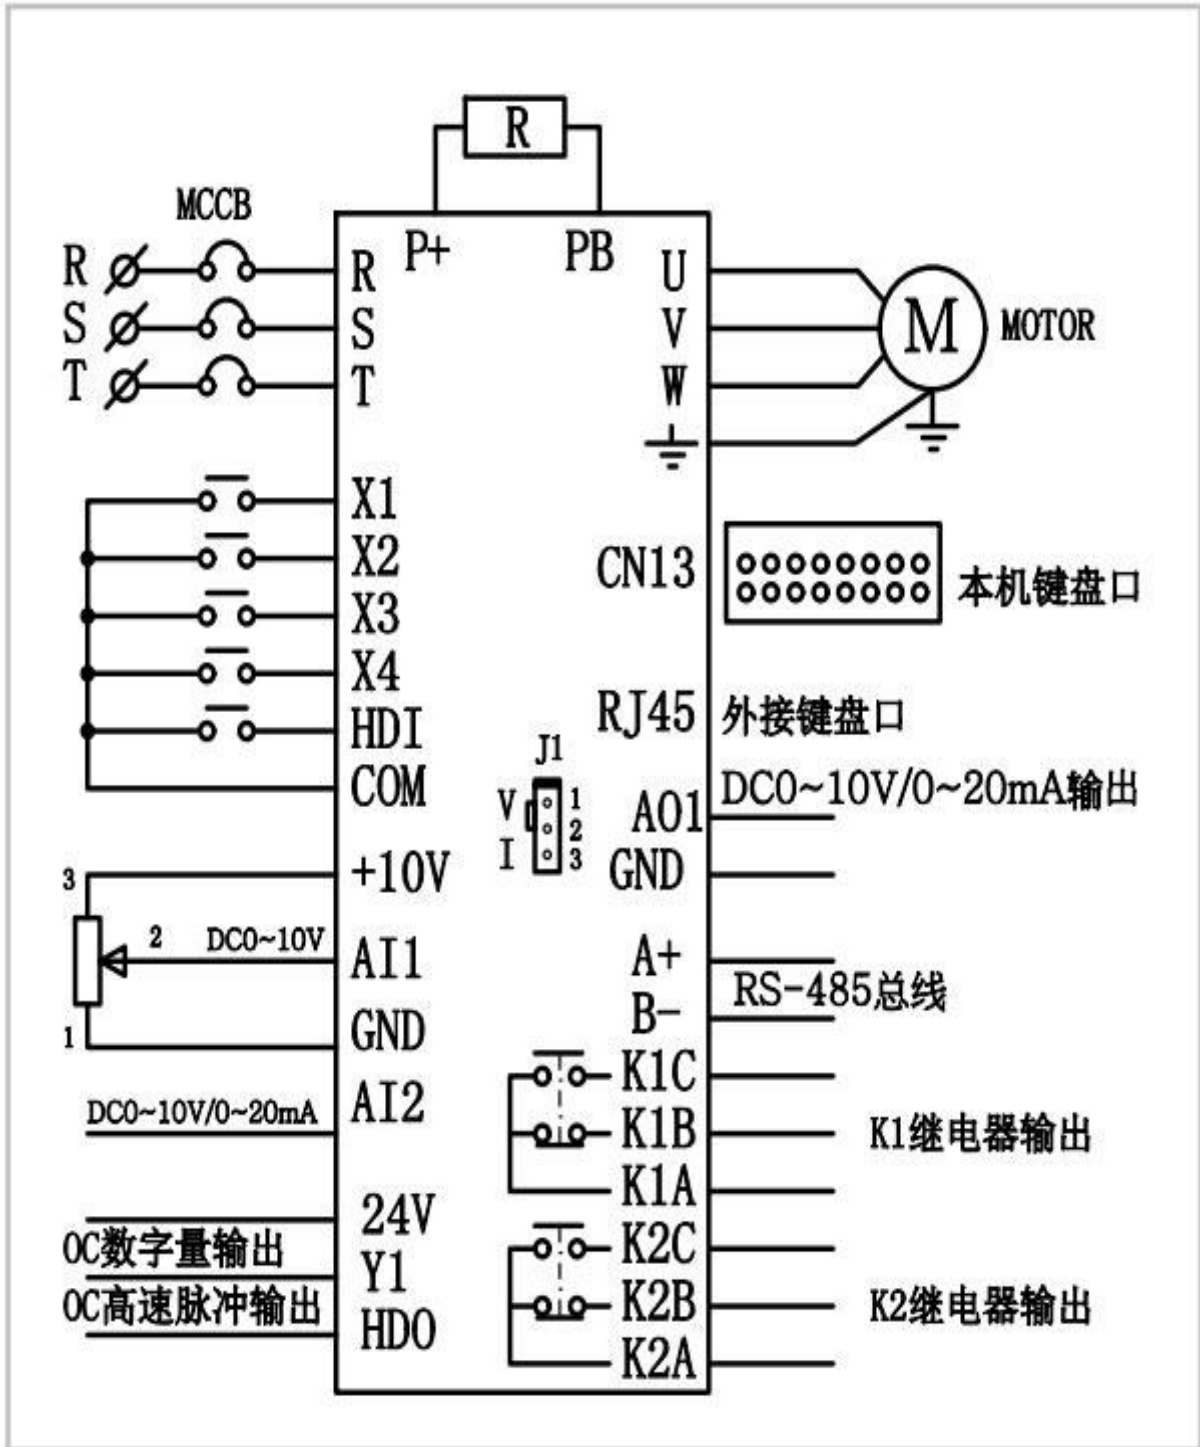 R
MCCB
P+ PB
R R U
S S V
T T W
M MOTOR
X1
X2
X3
X4
HDI
COM
CN13 本机键盘口
RJ45 外接键盘口
J1
V 1
2
I 3
DC0~10V/0~20mA输出
AO1
GND
3 +10V
2 DC0~10V AI1
1 GND
DC0~10V/0~20mA AI2
A+
RS-485总线
B-
K1C
K1B K1继电器输出
K1A
24V
OC数字量输出 Y1
OC高速脉冲输出 HDO
K2C
K2B K2继电器输出
K2A